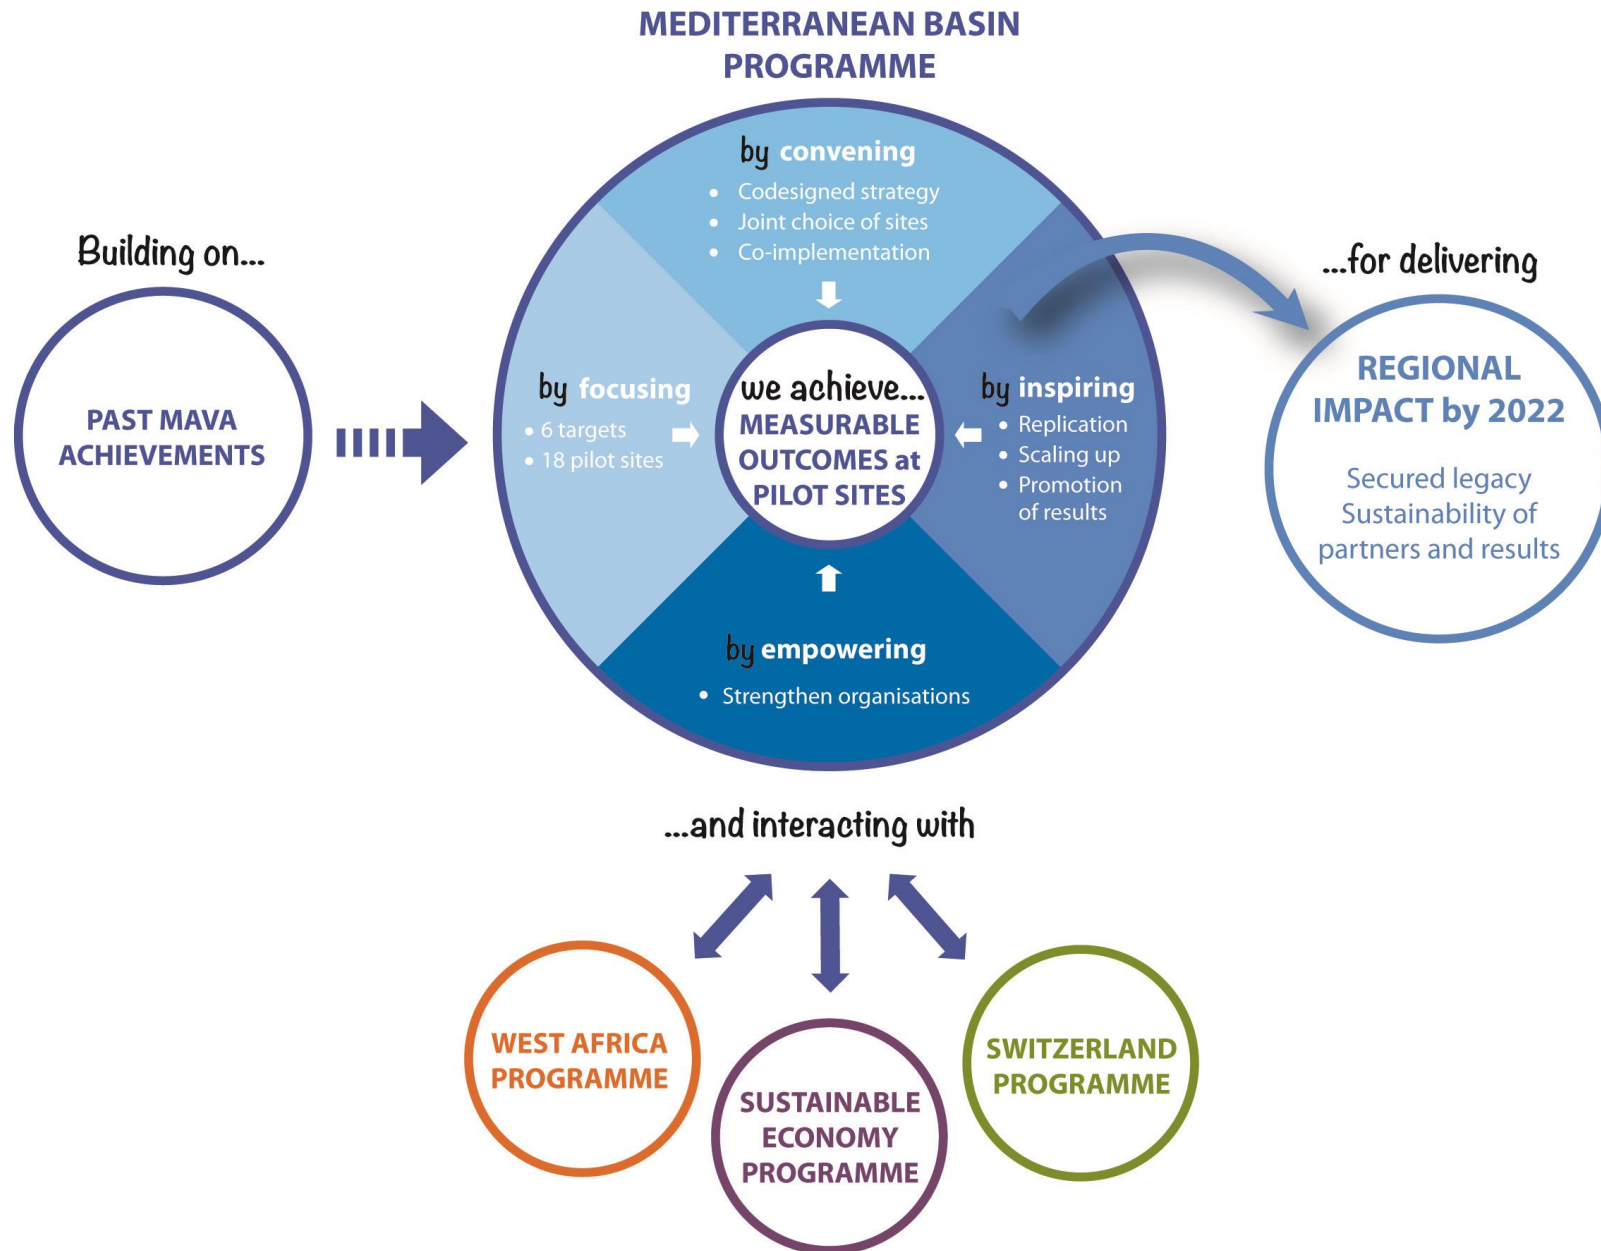 MEDITERRANEAN BASIN
PROGRAMME
Building on...
PAST MAVA
ACHIEVEMENTS
by convening
• Codesigned strategy
• Joint choice of sites
• Co-implementation
by focusing
• 6 targets
• 18 pilot sites
we achieve...
MEASURABLE
OUTCOMES at
PILOT SITES
by inspiring
• Replication
• Scaling up
• Promotion
of results
by empowering
• Strengthen organisations
...for delivering
REGIONAL
IMPACT by 2022
Secured legacy
Sustainability of
partners and results
...and interacting with
WEST AFRICA
PROGRAMME
SUSTAINABLE
ECONOMY
PROGRAMME
SWITZERLAND
PROGRAMME